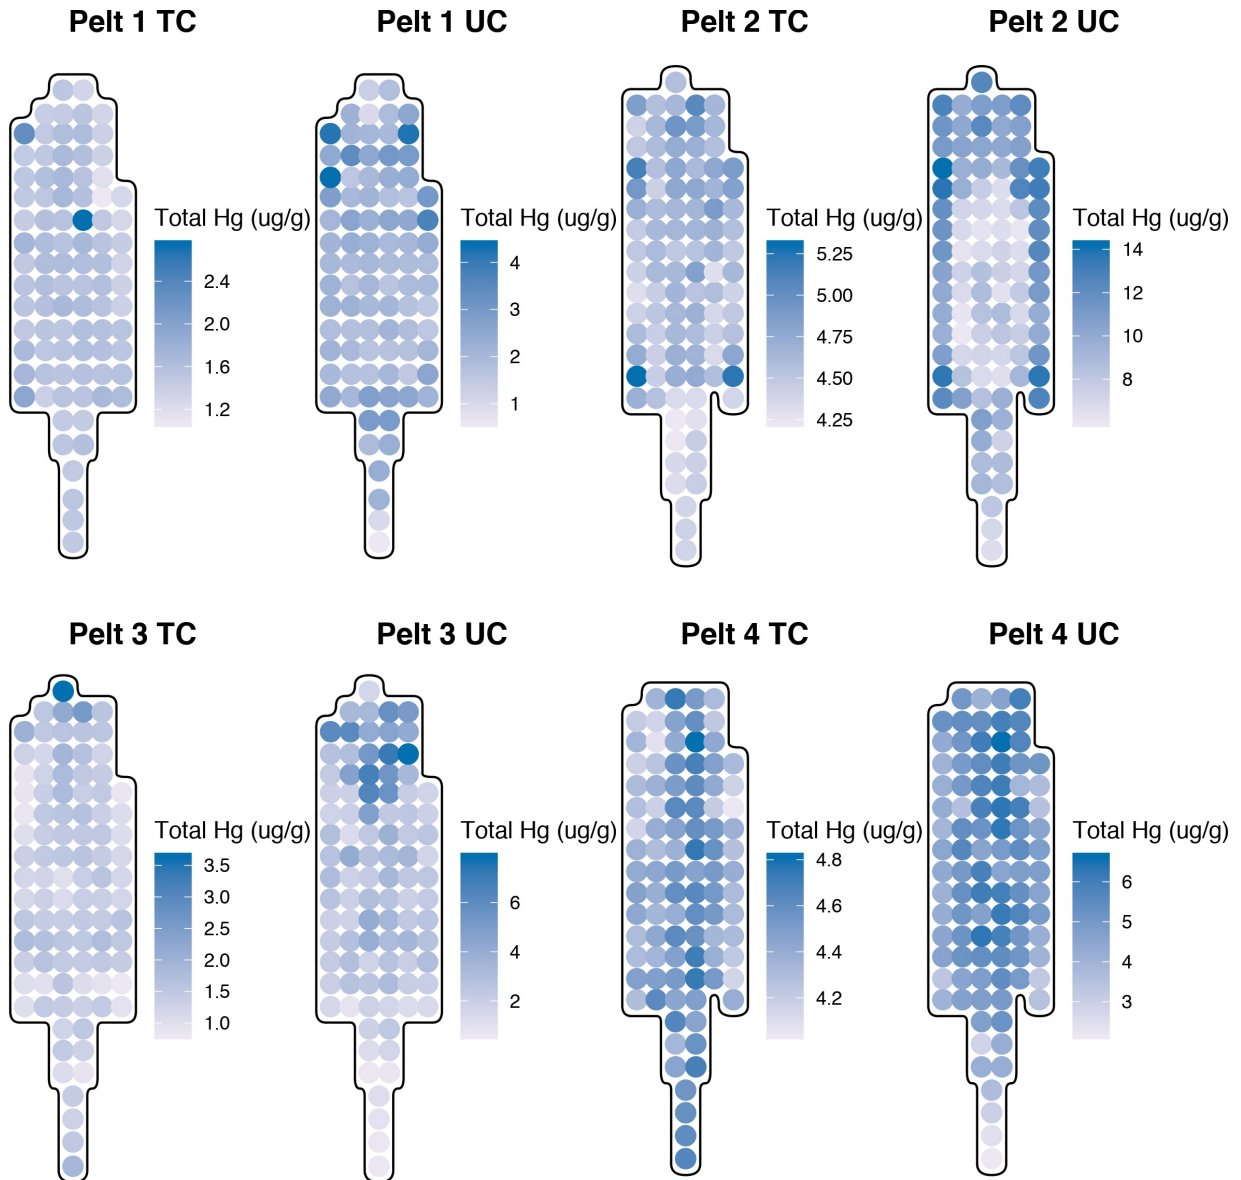 Pelt 1 TC
Pelt 1 UC
Pelt 2 TC
Pelt 2 UC
Total Hg (ug/g)
2.4
2.0
1.6
1.2
Total Hg (ug/g)
4
3
2
1
Total Hg (ug/g)
5.25
5.00
4.75
4.50
4.25
Total Hg (ug/g)
14
12
10
8
Pelt 3 TC
Pelt 3 UC
Pelt 4 TC
Pelt 4 UC
Total Hg (ug/g)
3.5
3.0
2.5
2.0
1.5
1.0
Total Hg (ug/g)
6
4
2
Total Hg (ug/g)
4.8
4.6
4.4
4.2
Total Hg (ug/g)
6
5
4
3